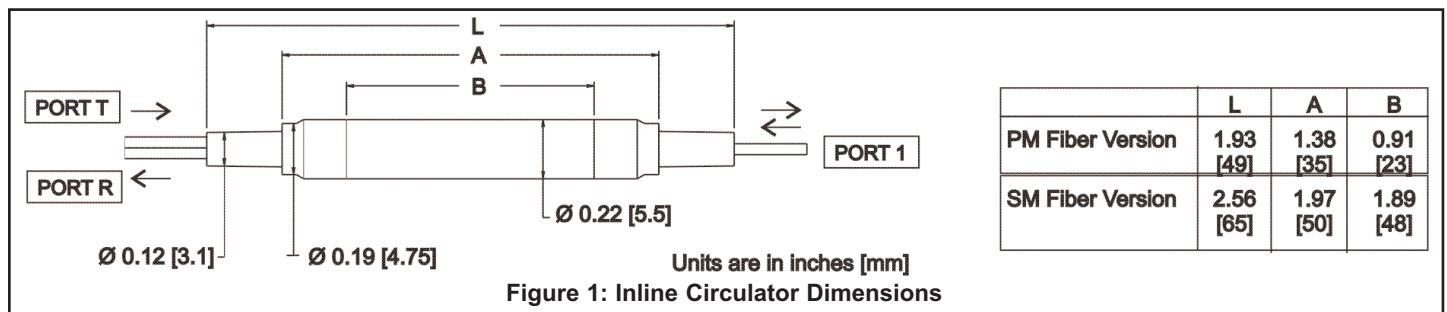 L
A
B
PORT T
PORT R
PORT 1
Ø 0.22 [5.5]
Ø 0.12 [3.1]
Ø 0.19 [4.75]
Units are in inches [mm]
L A B
PM Fiber Version 1.93 1.38 0.91
[49] [35] [23]
SM Fiber Version 2.56 1.97 1.89
[65] [50] [48]
Figure 1: Inline Circulator Dimensions